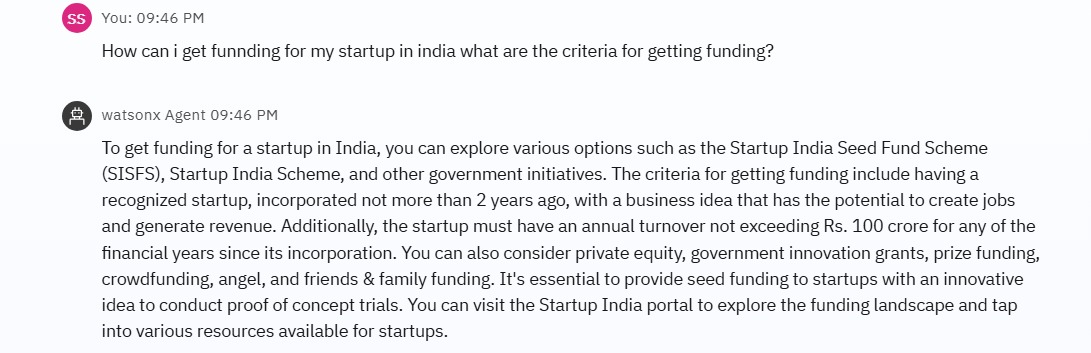 SS You: 09:46 PM
How can i get funnding for my startup in india what are the criteria for getting funding?
watsonx Agent 09:46 PM
To get funding for a startup in India, you can explore various options such as the Startup India Seed Fund Scheme
(SISFS), Startup India Scheme, and other government initiatives. The criteria for getting funding include having a
recognized startup, incorporated not more than 2 years ago, with a business idea that has the potential to create jobs
and generate revenue. Additionally, the startup must have an annual turnover not exceeding Rs. 100 crore for any of the
financial years since its incorporation. You can also consider private equity, government innovation grants, prize funding,
crowdfunding, angel, and friends & family funding. It's essential to provide seed funding to startups with an innovative
idea to conduct proof of concept trials. You can visit the Startup India portal to explore the funding landscape and tap
into various resources available for startups.